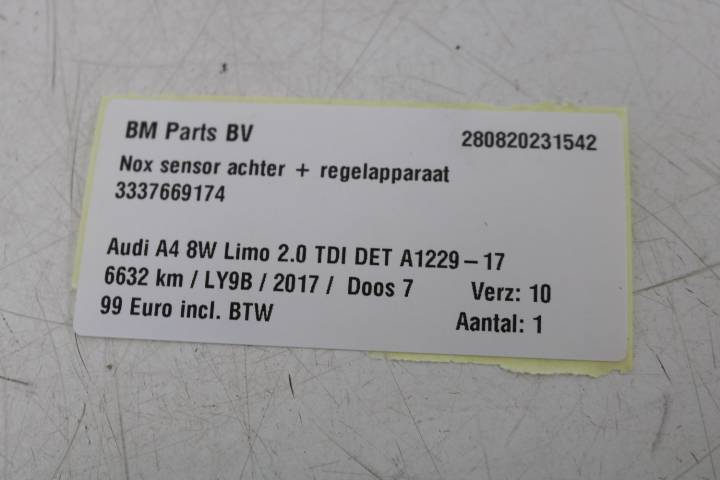 BM Parts BV 280820231542
Nox sensor achter + regelapparaat
3337669174
Audi A4 8W Limo 2.0 TDI DET A1229-17
6632 km / LY9B / 2017 / Doos 7 Verz: 10
99 Euro incl. BTW Aantal: 1